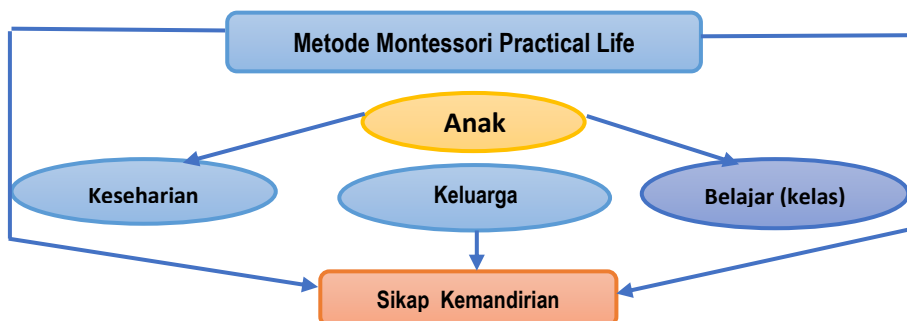 Metode Montessori Practical Life
Anak
Keseharian
Keluarga
Belajar (kelas)
Sikap Kemandirian